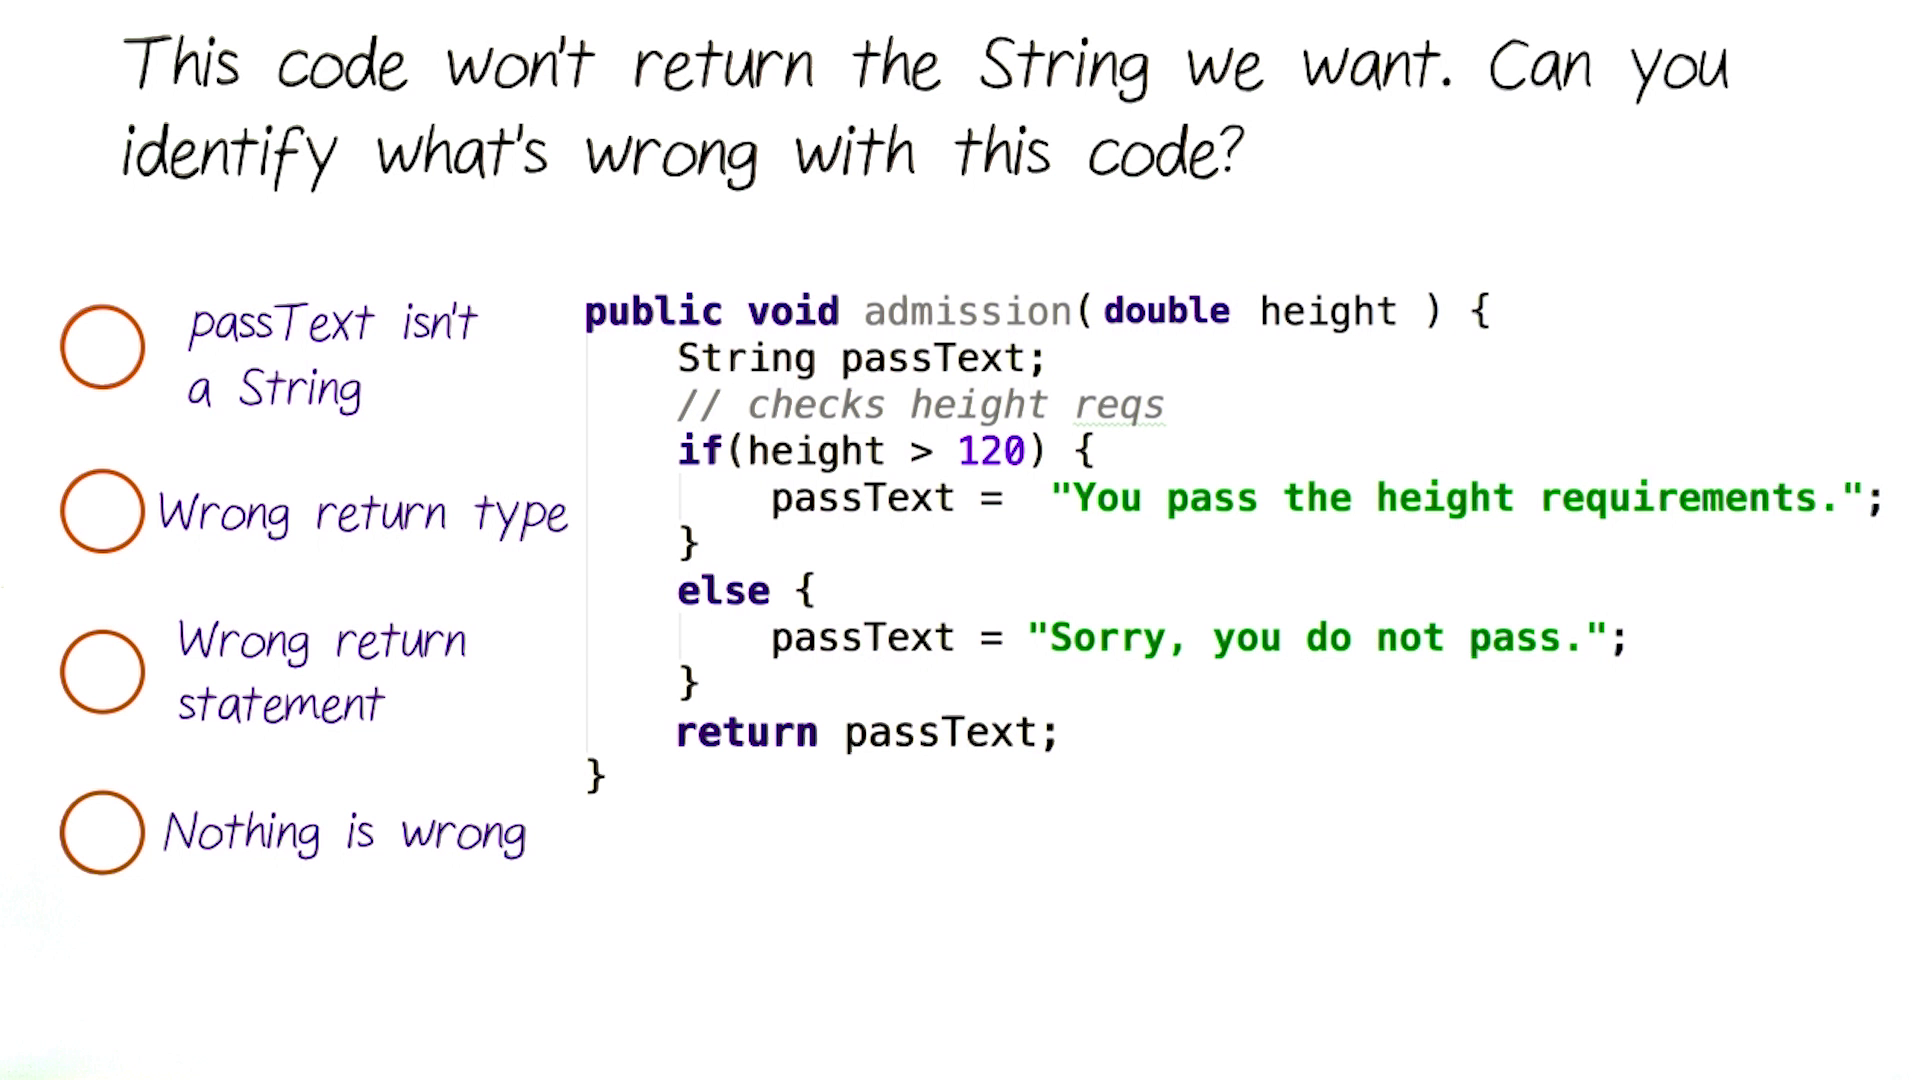 This code won't return the String we want. Can you
identify what's wrong with this code?
passText isn't
a String
Wrong return type
Wrong return
statement
Nothing is wrong
public void admission( double height ) {
String passText;
// checks height reqs
if(height > 120) {
passText =  "You pass the height requirements.";
}
else {
passText = "Sorry, you do not pass.";
}
return passText;
}